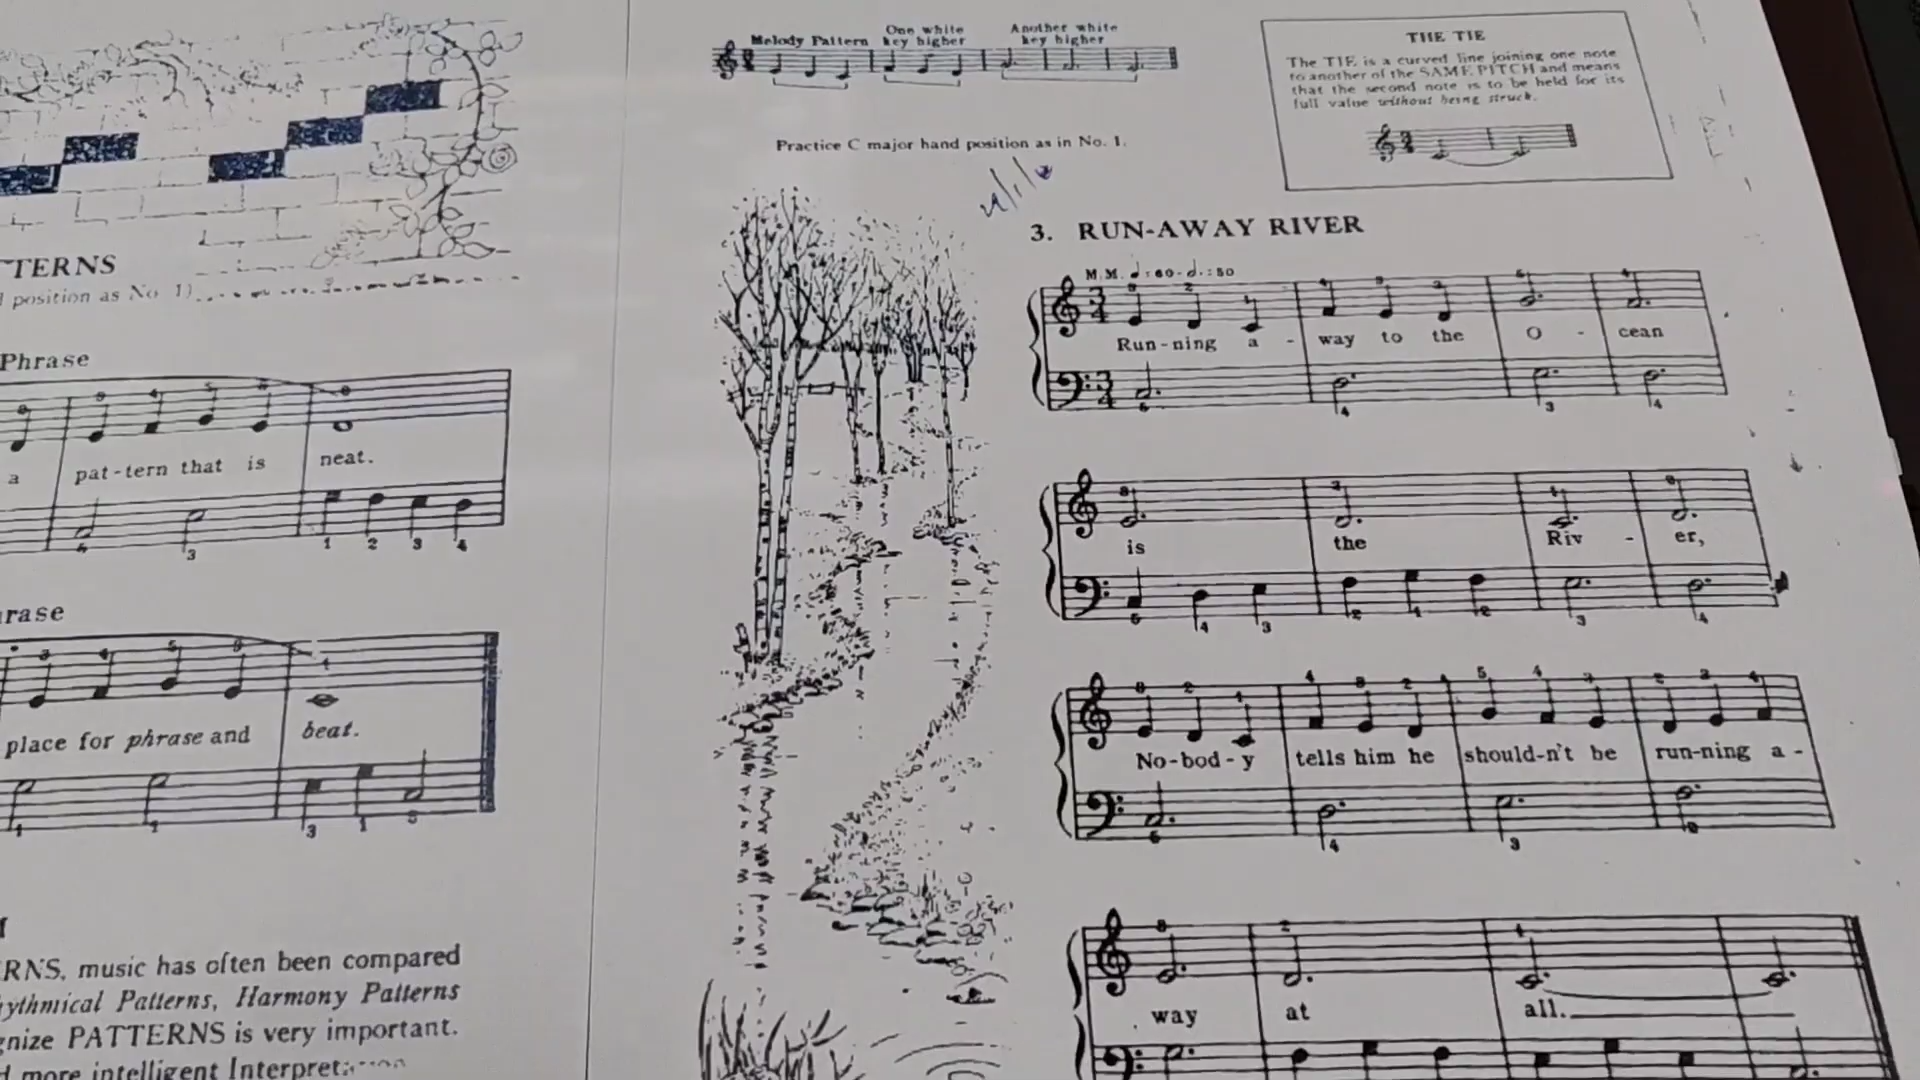 TTERNS
position as No. 1)
Phrase
a pat-tern that is neat.
rase
place for phrase and beat.
RNS, music has often been compared
ythmical Patterns, Harmony Patterns
gnize PATTERNS is very important.
d more intelligent
Melody Pattern
One white
key higher
Another white
key higher
Practice C major hand position as in No. 1.
THE TIE
The TIE is a curved line joining one note
to another of the SAME PITCH and means
that the second note is to be held for its
full value without being struck.
3. RUN-AWAY RIVER
Run-ning a - way to the O - cean
is the Riv - er,
No-bod-y tells him he should-n't be run-ning a -
way at all.